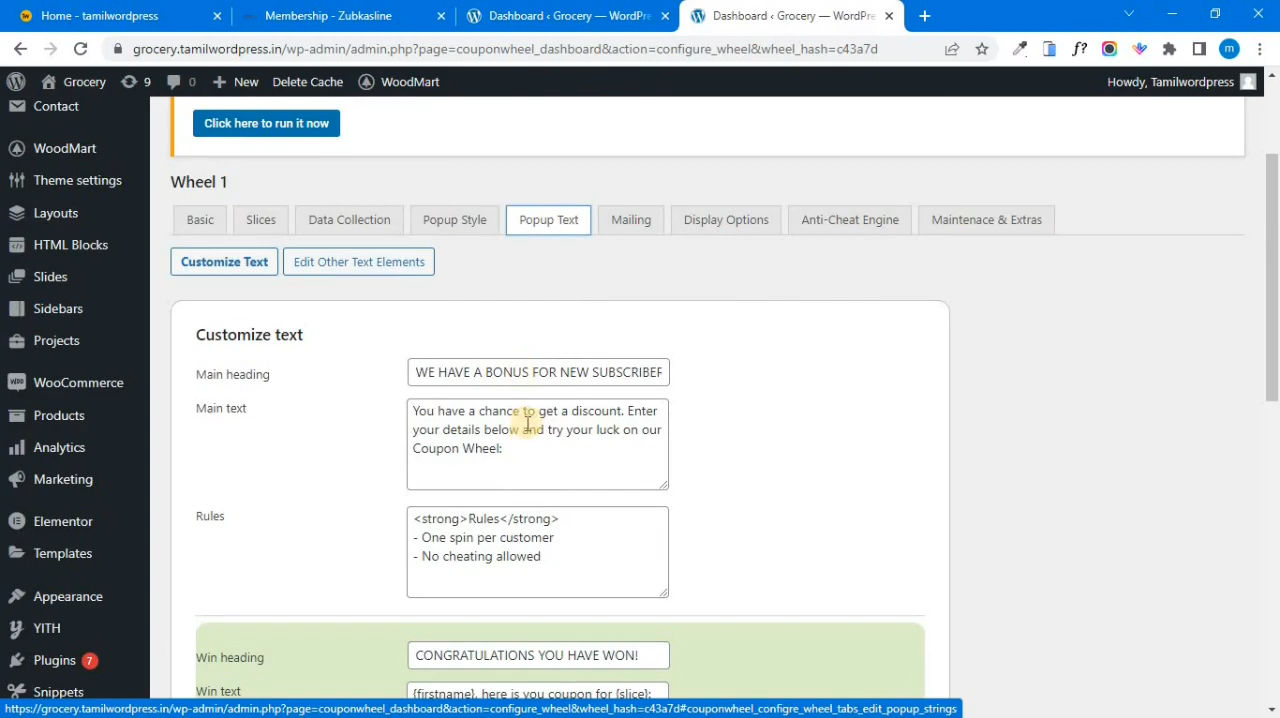 Home - tamilwordpress
Membership - Zubkasline
Dashboard ‹ Grocery — WordPre
Dashboard ‹ Grocery — WordPre
grocery.tamilwordpress.in/wp-admin/admin.php?page=couponwheel_dashboard&action=configure_wheel&wheel_hash=c43a7d
f?
m
Grocery
9
0
New
Delete Cache
WoodMart
Howdy, Tamilwordpress
Contact
WoodMart
Theme settings
Layouts
HTML Blocks
Slides
Sidebars
Projects
WooCommerce
Products
Analytics
Marketing
Elementor
Templates
Appearance
YITH
Plugins 7
Snippets
Click here to run it now
Wheel 1
Basic
Slices
Data Collection
Popup Style
Popup Text
Mailing
Display Options
Anti-Cheat Engine
Maintenace & Extras
Customize Text
Edit Other Text Elements
Customize text
Main heading
WE HAVE A BONUS FOR NEW SUBSCRIBER
Main text
You have a chance to get a discount. Enter
your details below and try your luck on our
Coupon Wheel:
Rules
<strong>Rules</strong>
- One spin per customer
- No cheating allowed
Win heading
CONGRATULATIONS YOU HAVE WON!
Win text
{firstname}, here is you coupon for {slice}:
https://grocery.tamilwordpress.in/wp-admin/admin.php?page=couponwheel_dashboard&action=configure_wheel&wheel_hash=c43a7d#couponwheel_configre_wheel_tabs_edit_popup_strings